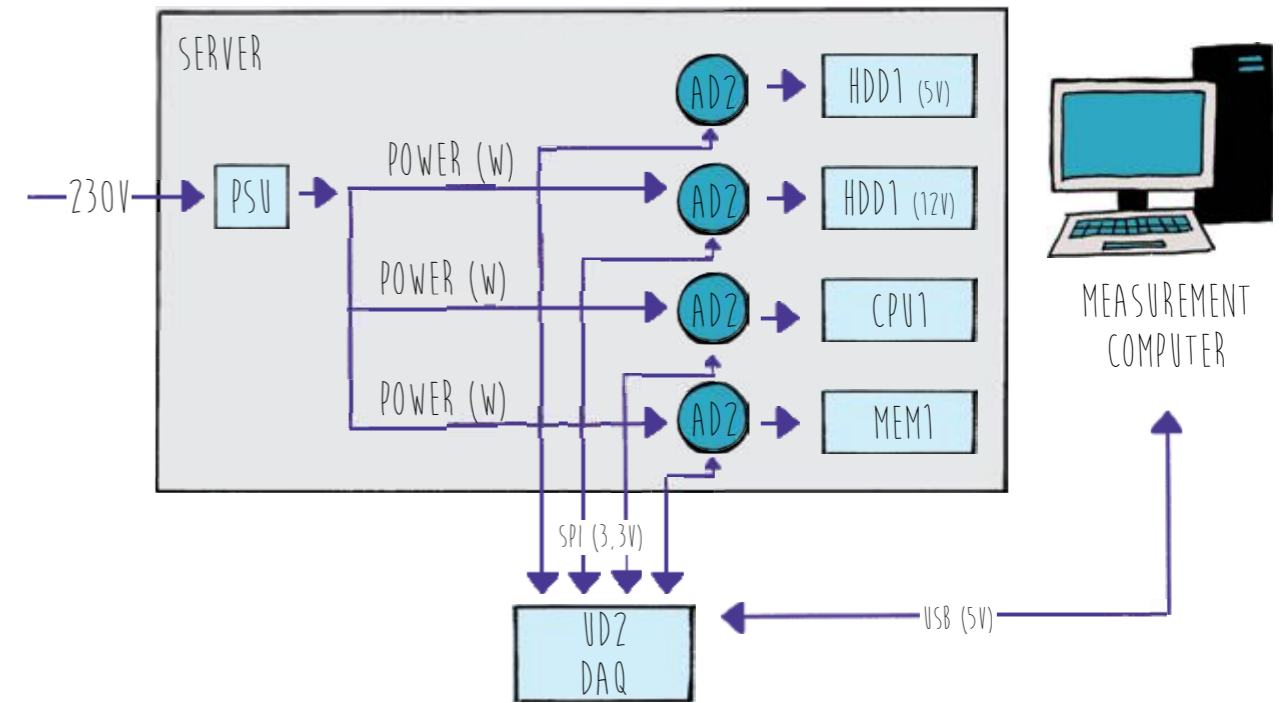 SERVER
AD2
HDD1 (5V)
POWER (W)
230V
PSU
AD2
HDD1 (12V)
POWER (W)
AD2
CPU1
MEASUREMENT
COMPUTER
POWER (W)
AD2
MEM1
SPI (3,3V)
USB (5V)
UD2
DAQ